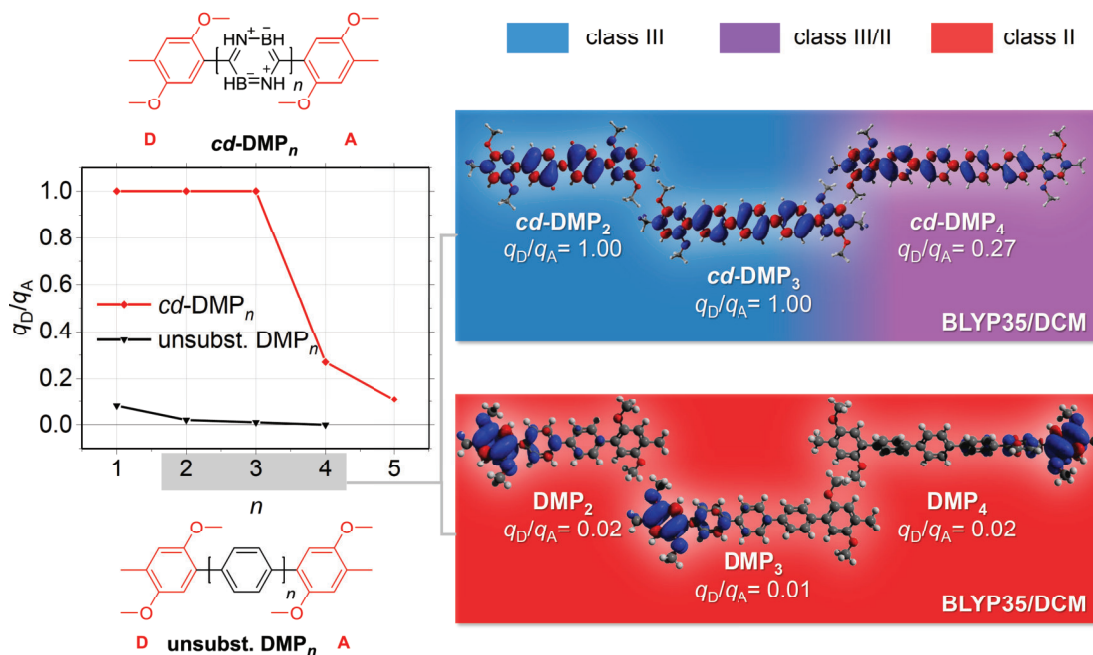 class III
class III/II
class II
O
O
HN⁺
BH
HB⁻
NH⁺
n
O
O
D
cd-DMPₙ
A
qD/qA
1.0
0.8
0.6
0.4
0.2
0.0
cd-DMPₙ
unsubst. DMPₙ
1 2 3 4 5
n
cd-DMP₂
qD/qA= 1.00
cd-DMP₃
qD/qA= 1.00
cd-DMP₄
qD/qA= 0.27
BLYP35/DCM
DMP₂
qD/qA= 0.02
DMP₃
qD/qA= 0.01
DMP₄
qD/qA= 0.02
BLYP35/DCM
O
O
n
O
O
D
unsubst. DMPₙ
A